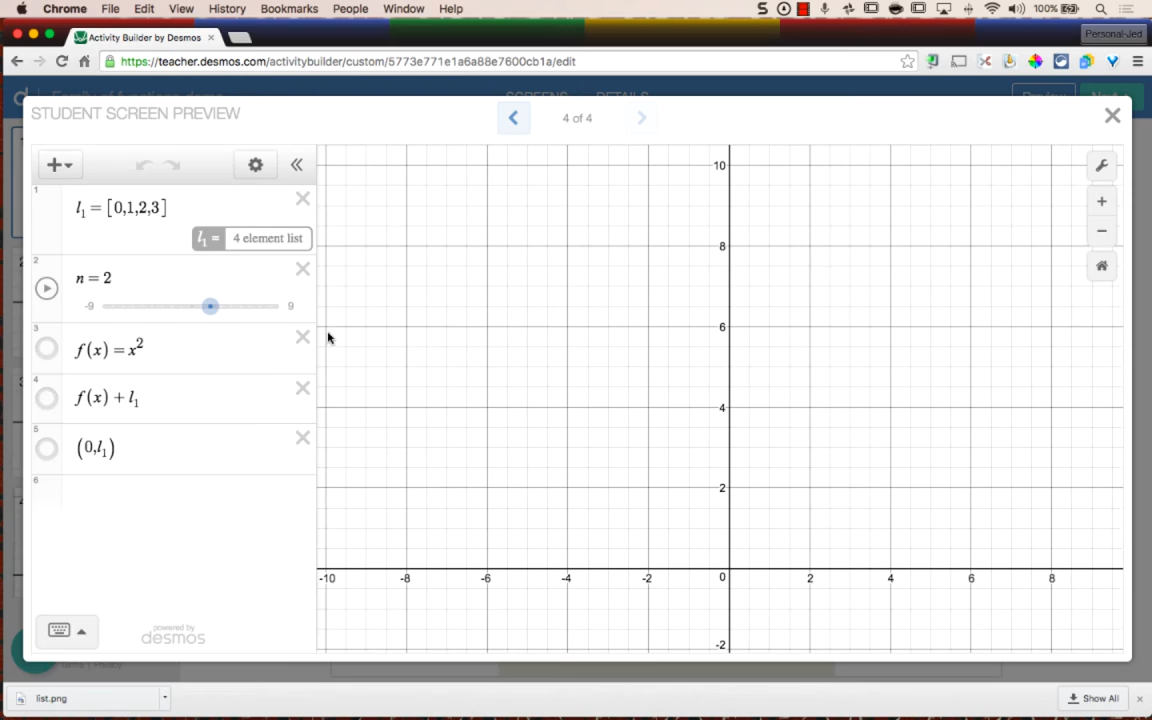 Chrome File Edit View History Bookmarks People Window Help 100%
Activity Builder by Desmos
Personal-Jed
https://teacher.desmos.com/activitybuilder/custom/5773e771e1a6a88e7600cb1a/edit
STUDENT SCREEN PREVIEW
4 of 4
1
l₁ = [0,1,2,3]
l₁ = 4 element list
2
n = 2
-9 9
3
f(x) = x²
4
f(x) + l₁
5
(0,l₁)
6
powered by
desmos
10
8
6
4
2
-10 -8 -6 -4 -2 0 2 4 6 8
-2
Terms | Privacy
list.png
Show All